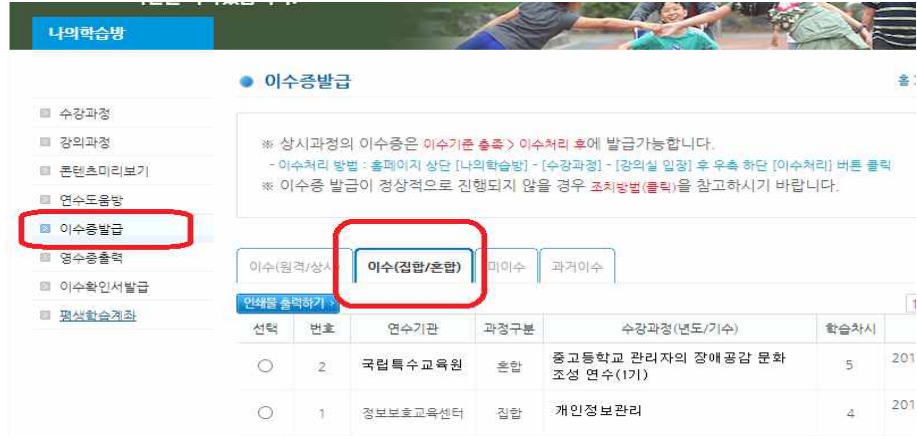 나의학습방
이수증발급
수강과정
강의과정
콘텐츠미리보기
연수도움방
이수증발급
영수증출력
이수확인서발급
평생학습계좌
※ 상시과정의 이수증은 이수기준 충족 > 이수처리 후에 발급가능합니다.
- 이수처리 방법 : 홈페이지 상단 [나의학습방] - [수강과정] - [강의실 입장] 후 우측 하단 [이수처리] 버튼 클릭
※ 이수증 발급이 정상적으로 진행되지 않을 경우 조치방법(클릭)을 참고하시기 바랍니다.
이수(원격/상시) 이수(집합/혼합) 미이수 과거이수
인쇄물 출력하기 >
선택 번호 연수기관 과정구분 수강과정(년도/기수) 학습차시
2 국립특수교육원 혼합 중고등학교 관리자의 장애공감 문화 5 201
조성 연수(1기)
1 정보보호교육센터 집합 개인정보관리 4 201